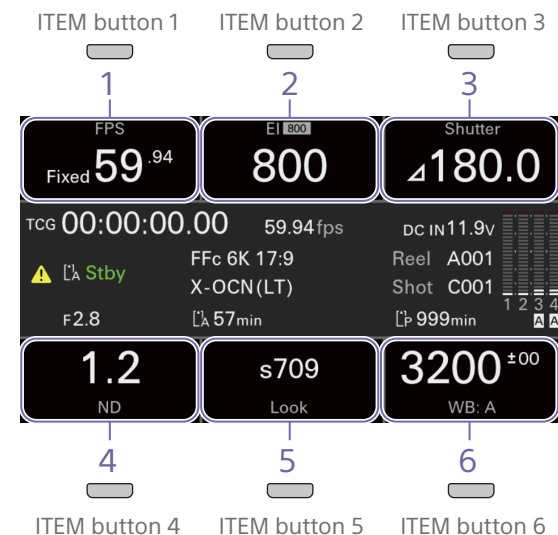 ITEM button 1 ITEM button 2 ITEM button 3
1 2 3
FPS EI 800 Shutter
Fixed 59.94 800 ⊿180.0
TCG 00:00:00.00 59.94fps DC IN 11.9V
A Stby FFc 6K 17:9 Reel A001
X-OCN(LT) Shot C001
1 2 3 4
F2.8 A 57min P 999min A A
1.2 s709 3200 ±00
ND Look WB: A
4 5 6
ITEM button 4 ITEM button 5 ITEM button 6